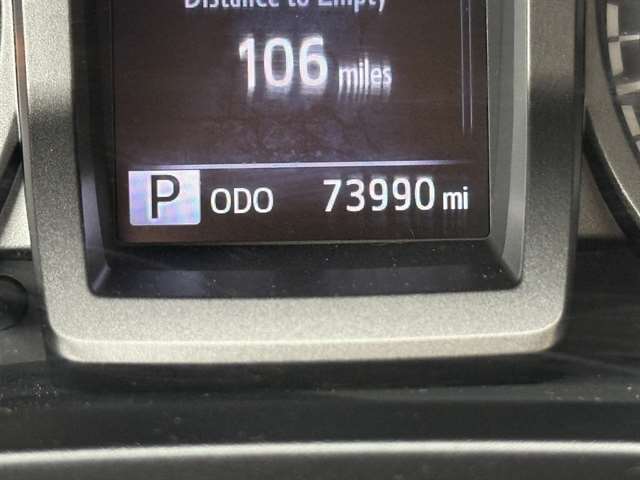 Distance to Empty
106 miles
P ODO 73990 mi